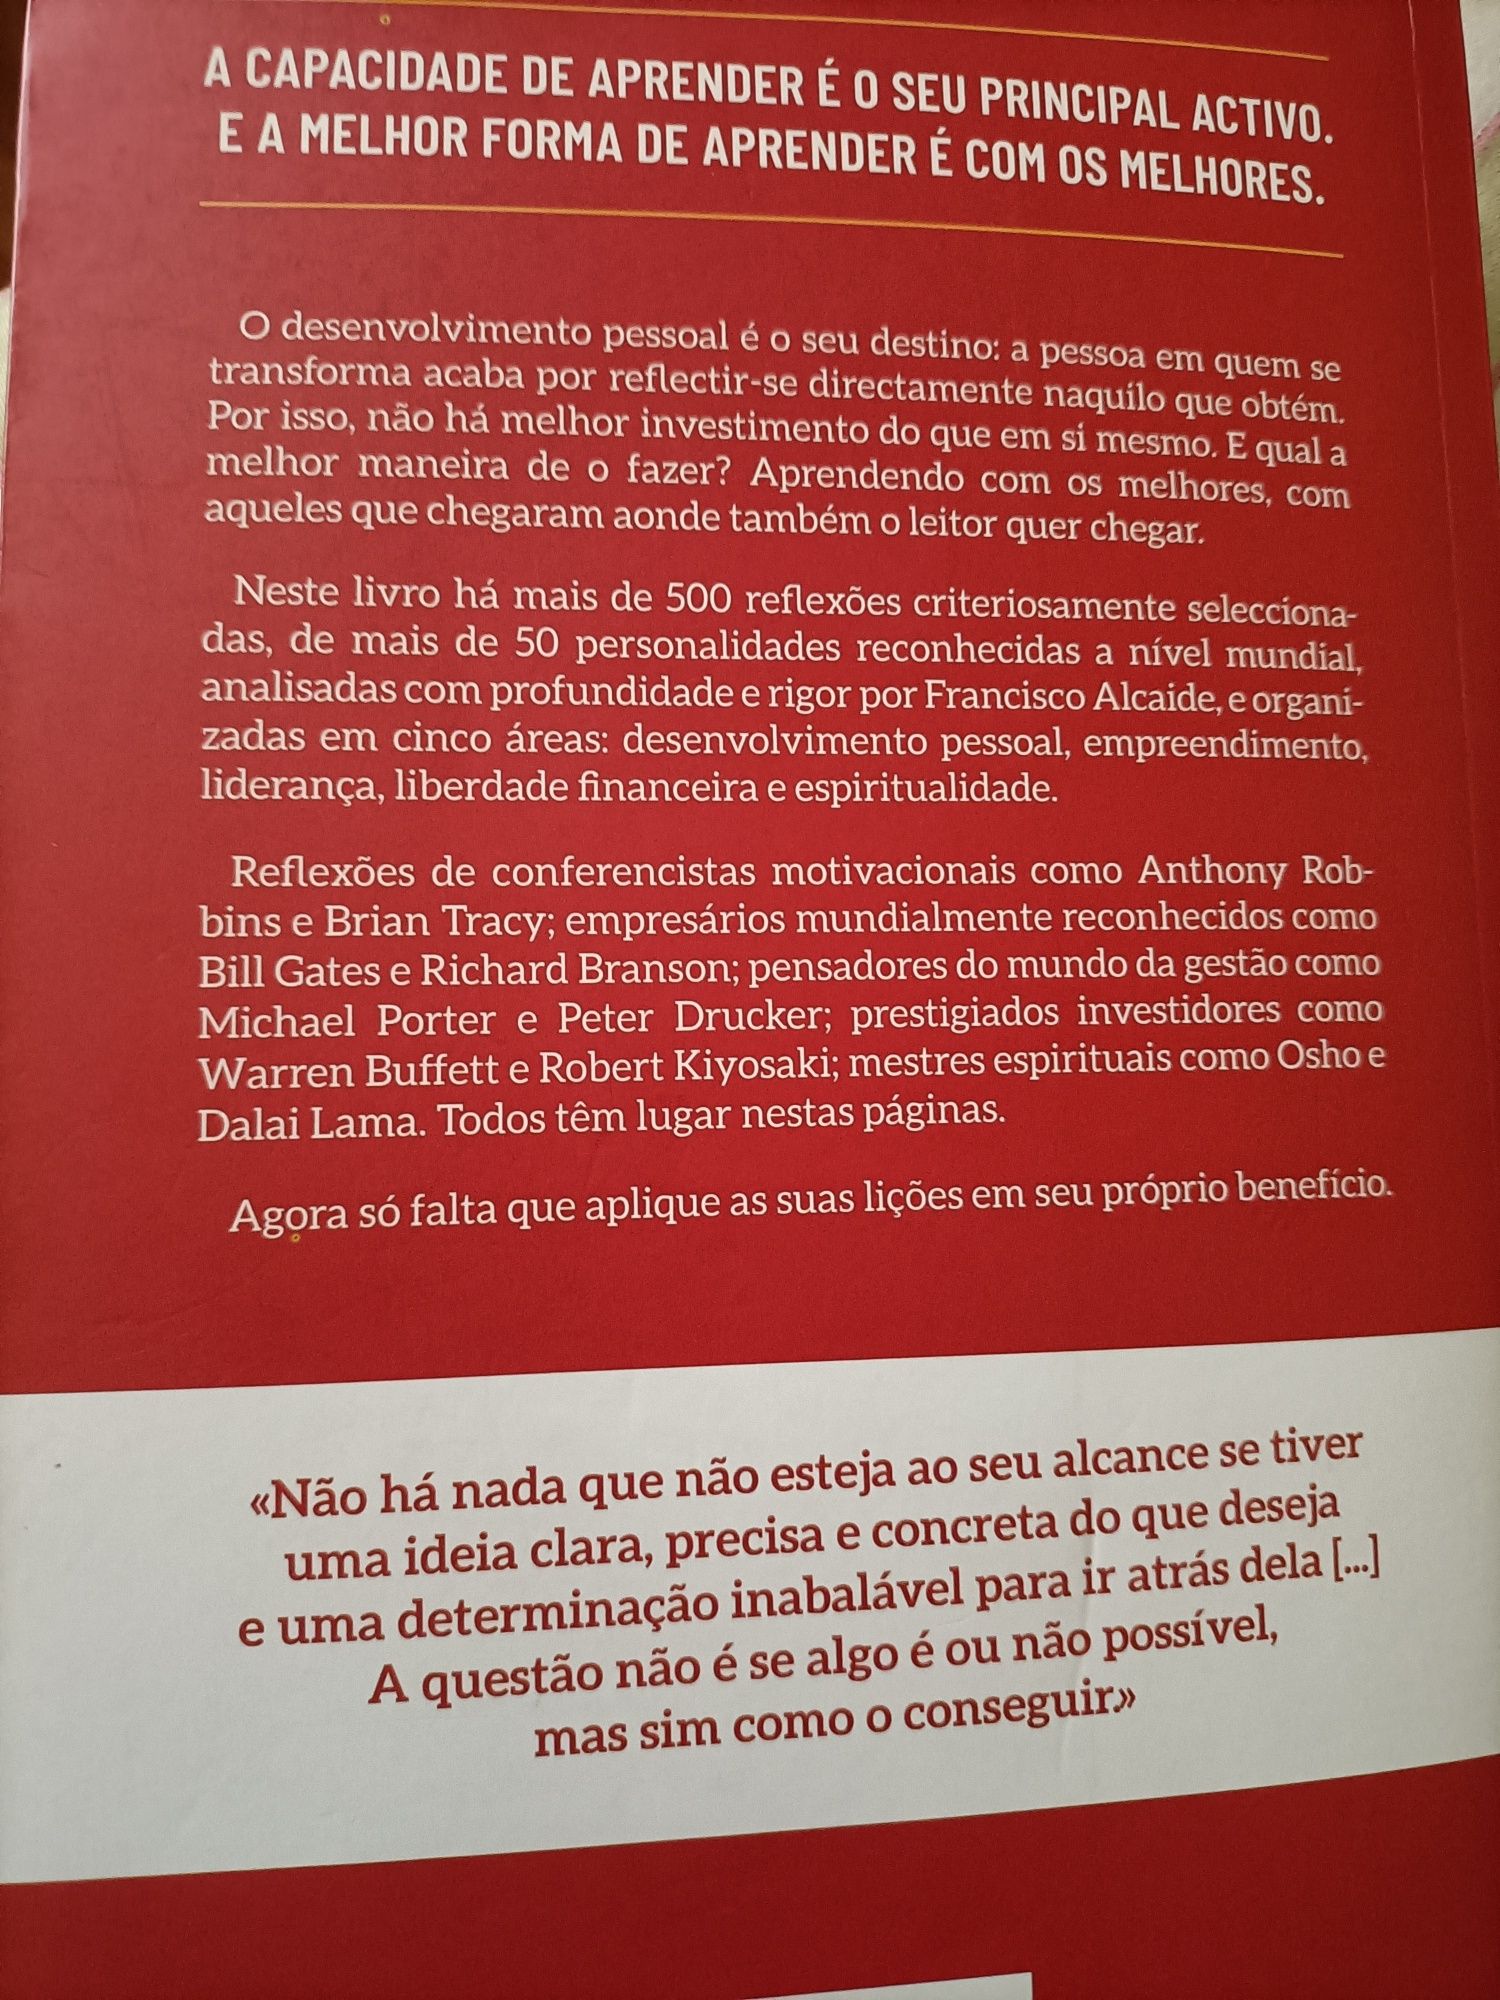 A CAPACIDADE DE APRENDER É O SEU PRINCIPAL ACTIVO.
E A MELHOR FORMA DE APRENDER É COM OS MELHORES.
O desenvolvimento pessoal é o seu destino: a pessoa em quem se
transforma acaba por reflectir-se directamente naquilo que obtém.
Por isso, não há melhor investimento do que em si mesmo. E qual a
melhor maneira de o fazer? Aprendendo com os melhores, com
aqueles que chegaram aonde também o leitor quer chegar.
Neste livro há mais de 500 reflexões criteriosamente selecciona-
das, de mais de 50 personalidades reconhecidas a nível mundial,
analisadas com profundidade e rigor por Francisco Alcaide, e organi-
zadas em cinco áreas: desenvolvimento pessoal, empreendimento,
liderança, liberdade financeira e espiritualidade.
Reflexões de conferencistas motivacionais como Anthony Rob-
bins e Brian Tracy; empresários mundialmente reconhecidos como
Bill Gates e Richard Branson; pensadores do mundo da gestão como
Michael Porter e Peter Drucker; prestigiados investidores como
Warren Buffett e Robert Kiyosaki; mestres espirituais como Osho e
Dalai Lama. Todos têm lugar nestas páginas.
Agora só falta que aplique as suas lições em seu próprio benefício.
«Não há nada que não esteja ao seu alcance se tiver
uma ideia clara, precisa e concreta do que deseja
e uma determinação inabalável para ir atrás dela [...]
A questão não é se algo é ou não possível,
mas sim como o conseguir.»